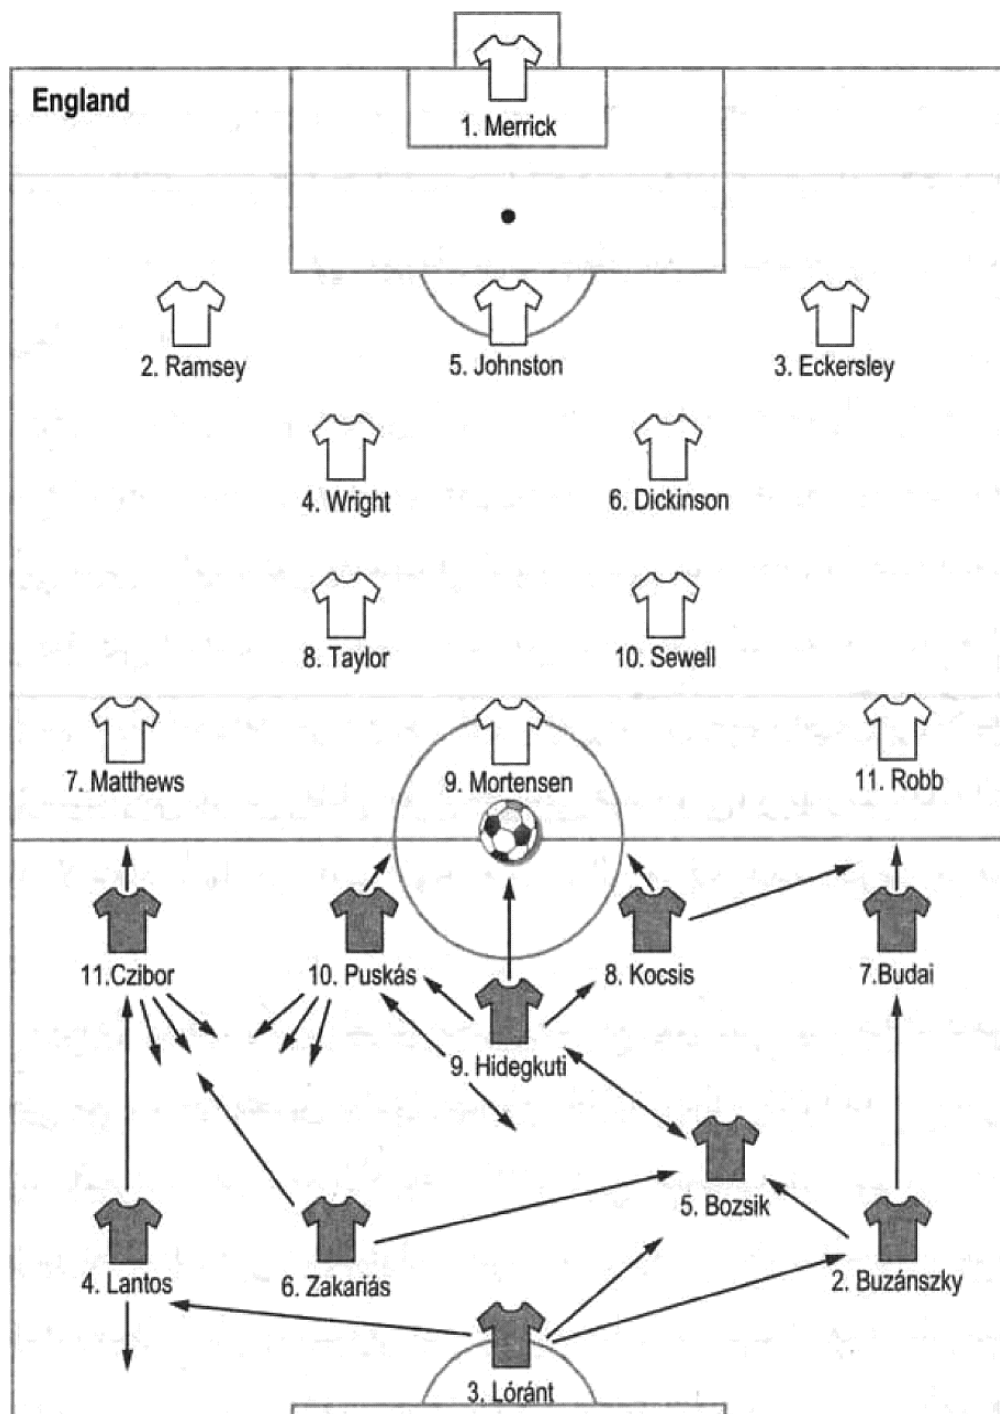 England
1. Merrick
2. Ramsey
5. Johnston
3. Eckersley
4. Wright
6. Dickinson
8. Taylor
10. Sewell
7. Matthews
9. Mortensen
11. Robb
11.Czibor
10. Puskás
8. Kocsis
7.Budai
9. Hidegkuti
5. Bozsik
4. Lantos
6. Zakariás
2. Buzánszky
3. Lóránt